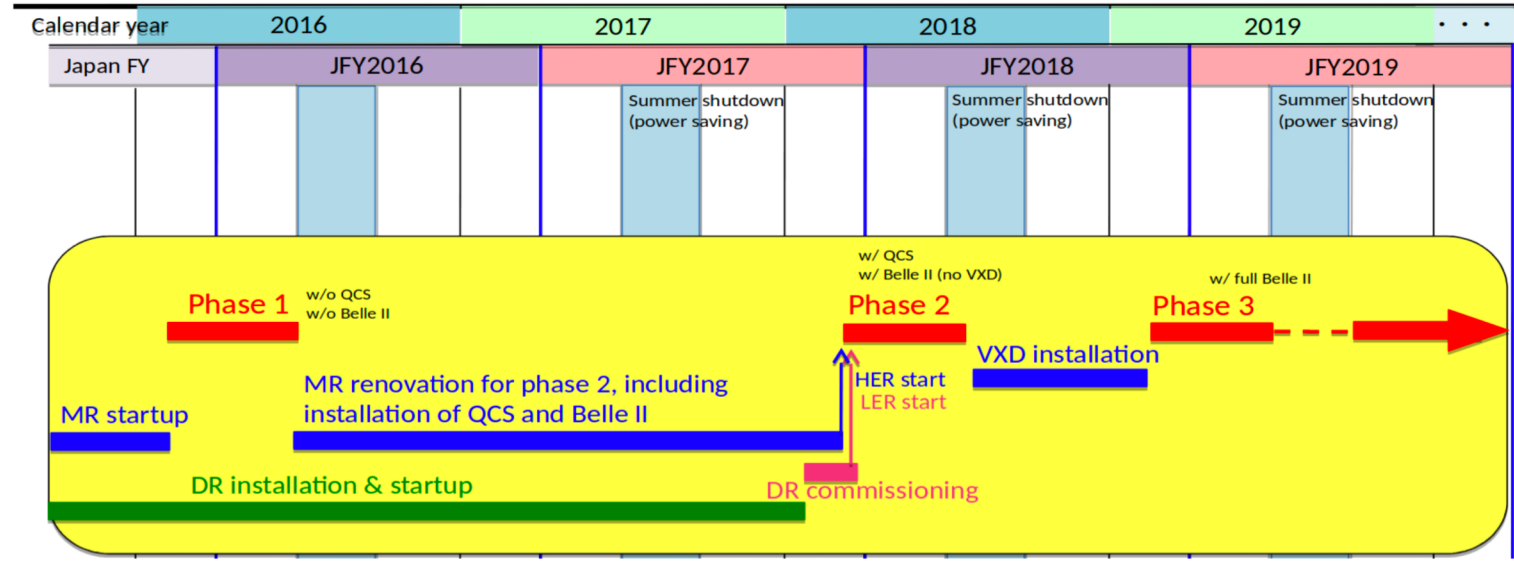 Calendar year 2016 2017 2018 2019 . . .
Japan FY JFY2016 JFY2017 JFY2018 JFY2019
Summer shutdown
(power saving)
Summer shutdown
(power saving)
Summer shutdown
(power saving)
Phase 1
w/o QCS
w/o Belle II
w/ QCS
w/ Belle II (no VXD)
Phase 2
w/ full Belle II
Phase 3
VXD installation
HER start
LER start
MR renovation for phase 2, including
installation of QCS and Belle II
MR startup
DR installation & startup
DR commissioning